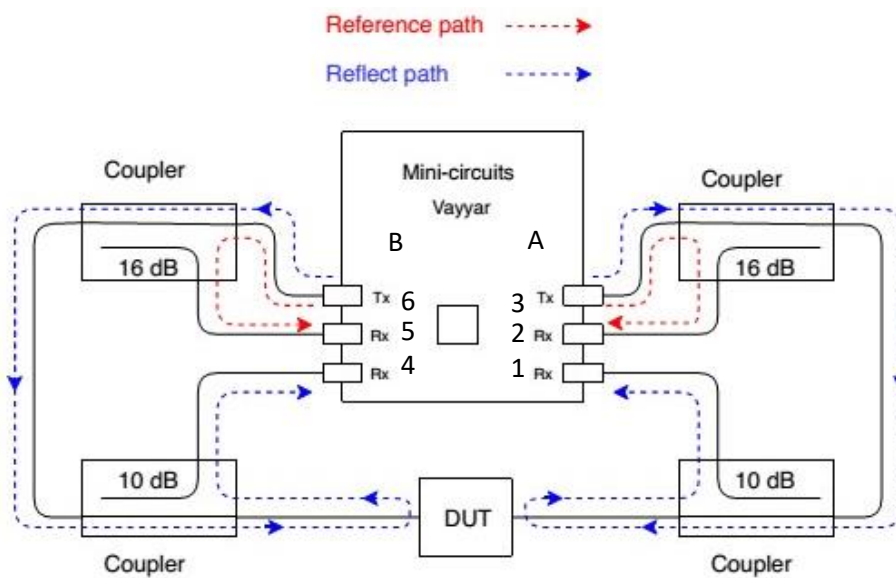 Reference path
Reflect path
Coupler
Mini-circuits
Vayyar
Coupler
B
A
16 dB
16 dB
Tx 6
3 Tx
Rx 5
2 Rx
Rx 4
1 Rx
10 dB
10 dB
DUT
Coupler
Coupler